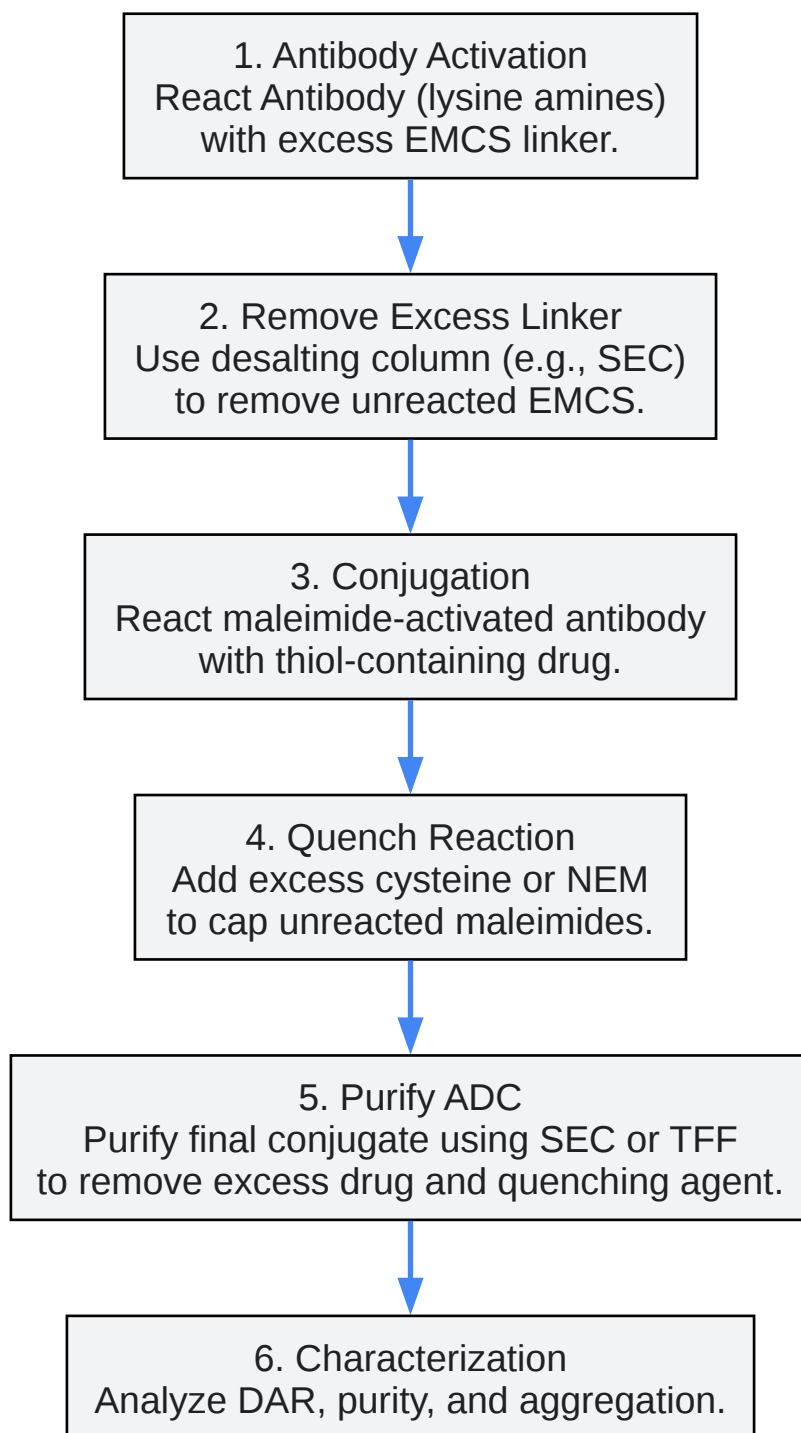 1. Antibody Activation
React Antibody (lysine amines)
with excess EMCS linker.
2. Remove Excess Linker
Use desalting column (e.g., SEC)
to remove unreacted EMCS.
3. Conjugation
React maleimide-activated antibody
with thiol-containing drug.
4. Quench Reaction
Add excess cysteine or NEM
to cap unreacted maleimides.
5. Purify ADC
Purify final conjugate using SEC or TFF
to remove excess drug and quenching agent.
6. Characterization
Analyze DAR, purity, and aggregation.